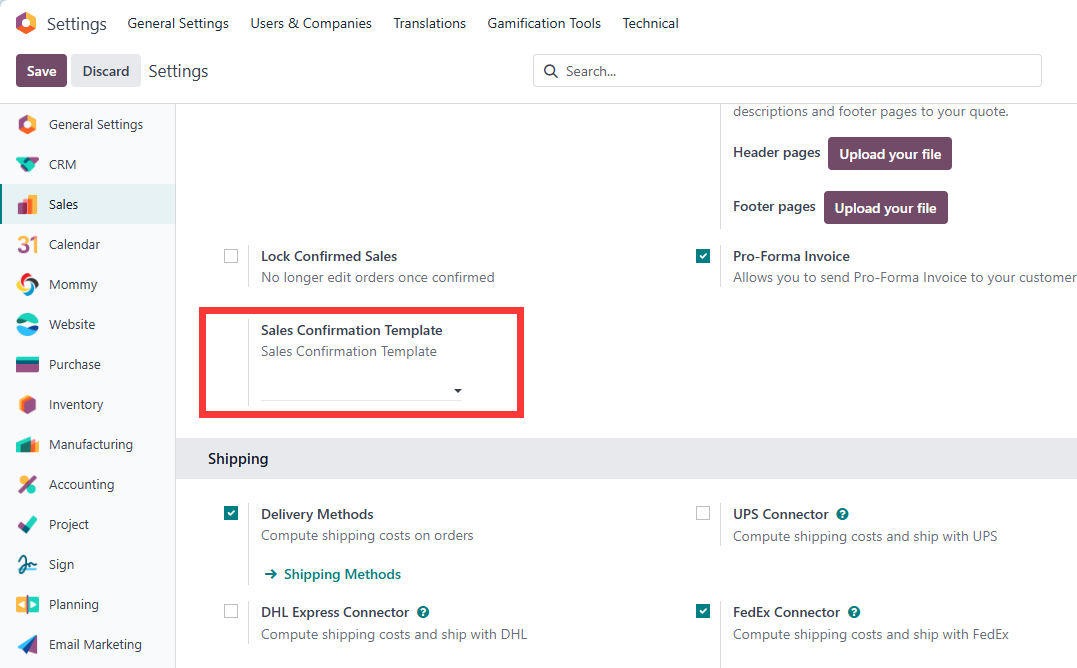 Settings General Settings Users & Companies Translations Gamification Tools Technical
Save Discard Settings Search...
General Settings
CRM
Sales
31 Calendar
Mommy
Website
Purchase
Inventory
Manufacturing
Accounting
Project
Sign
Planning
Email Marketing
descriptions and footer pages to your quote.
Header pages Upload your file
Footer pages Upload your file
Lock Confirmed Sales
No longer edit orders once confirmed
Pro-Forma Invoice
Allows you to send Pro-Forma Invoice to your customer
Sales Confirmation Template
Sales Confirmation Template
Shipping
Delivery Methods
Compute shipping costs on orders
Shipping Methods
UPS Connector ?
Compute shipping costs and ship with UPS
DHL Express Connector ?
Compute shipping costs and ship with DHL
FedEx Connector ?
Compute shipping costs and ship with FedEx